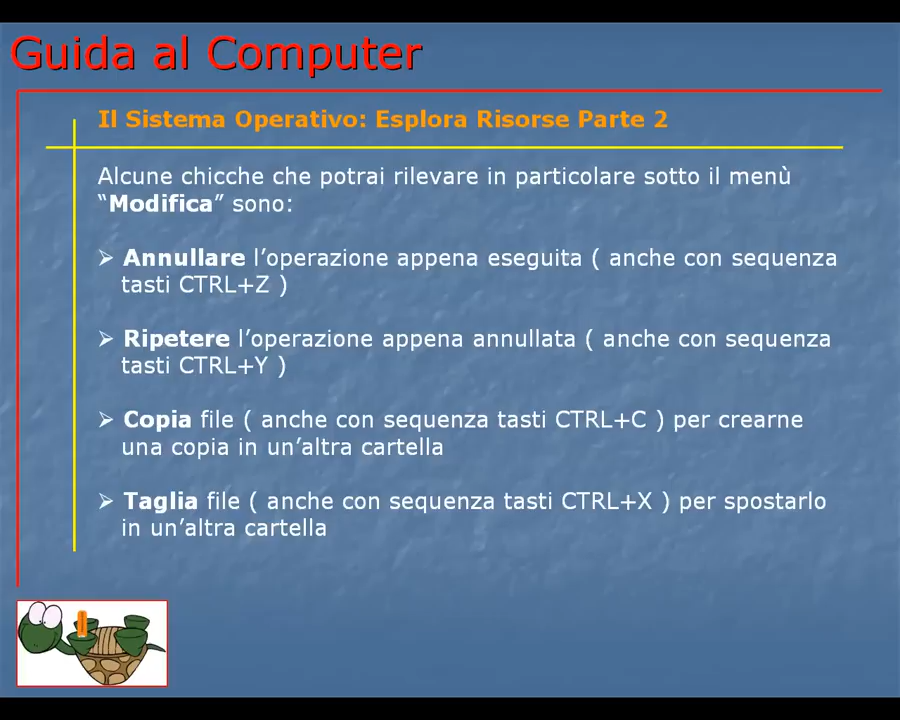 Guida al Computer
Il Sistema Operativo: Esplora Risorse Parte 2
Alcune chicche che potrai rilevare in particolare sotto il menù
“Modifica” sono:
➢ Annullare l’operazione appena eseguita ( anche con sequenza
tasti CTRL+Z )
➢ Ripetere l’operazione appena annullata ( anche con sequenza
tasti CTRL+Y )
➢ Copia file ( anche con sequenza tasti CTRL+C ) per crearne
una copia in un’altra cartella
➢ Taglia file ( anche con sequenza tasti CTRL+X ) per spostarlo
in un’altra cartella